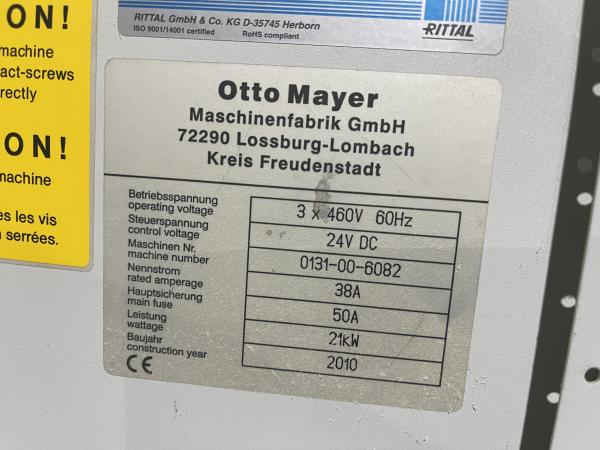 ON!
machine
act-screws
rectly
ON!
machine
es les vis
serrées.
RITTAL GmbH & Co. KG D-35745 Herborn
ISO 9001/14001 certified RoHS compliant
RITTAL
Otto Mayer
Maschinenfabrik GmbH
72290 Lossburg-Lombach
Kreis Freudenstadt
Betriebsspannung
operating voltage 3 x 460V 60Hz
Steuerspannung
control voltage 24V DC
Maschinen Nr.
machine number 0131-00-6082
Nennstrom
rated amperage 38A
Hauptsicherung
main fuse 50A
Leistung
wattage 21kW
Baujahr
construction year 2010
CE